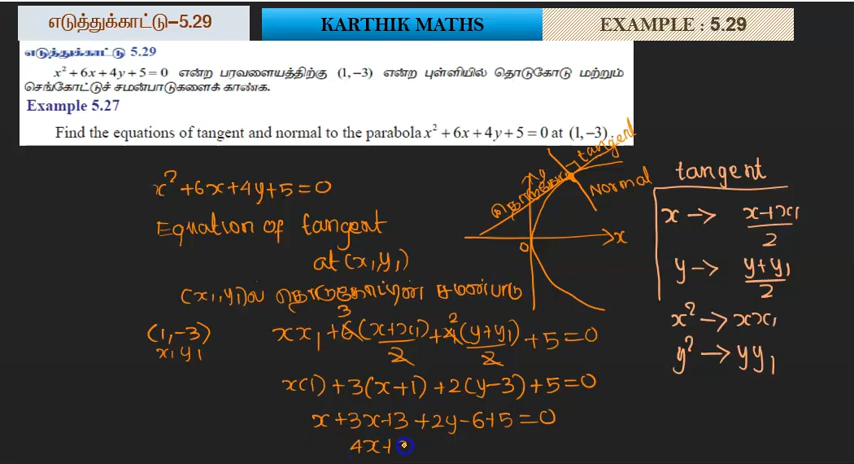 எடுத்துக்காட்டு–5.29
KARTHIK MATHS
EXAMPLE : 5.29
எடுத்துக்காட்டு 5.29
x² + 6x + 4y + 5 = 0 என்ற பரவளையத்திற்கு (1, −3) என்ற புள்ளியில் தொடுகோடு மற்றும்
செங்கோட்டுச் சமன்பாடுகளைக் காண்க.
Example 5.27
Find the equations of tangent and normal to the parabola x² + 6x + 4y + 5 = 0 at (1, −3).
x² + 6x + 4y + 5 = 0
Equation of tangent
at (x₁, y₁)
(x₁, y₁)ல் தொடுகோட்டின் சமன்பாடு
(1, −3)
x₁ y₁
x x₁ + 6 3 (x + x₁)/2 + 4 2 (y + y₁)/2 + 5 = 0
x(1) + 3(x + 1) + 2(y − 3) + 5 = 0
x + 3x + 3 + 2y − 6 + 5 = 0
4x +
y
தொடுகோடு
tangent
Normal
0
x
tangent
x → (x + x₁)/2
y → (y + y₁)/2
x² → xx₁
y² → yy₁